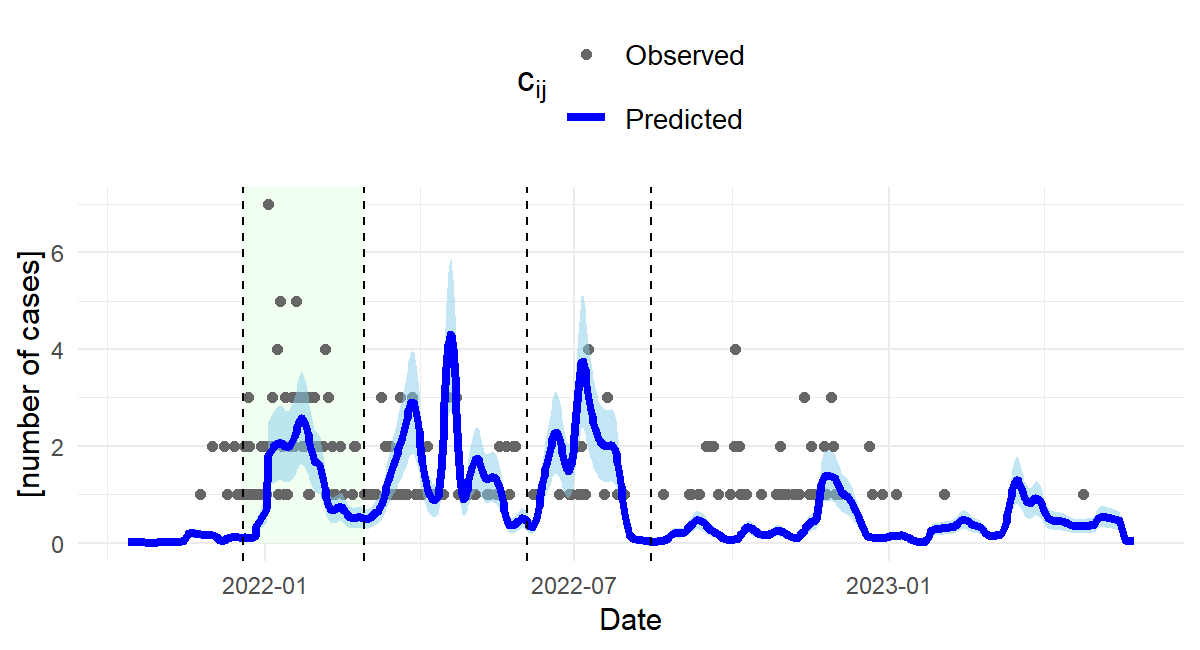 Observed
cij
Predicted
[number of cases]
6
4
2
0
2022-01
2022-07
2023-01
Date